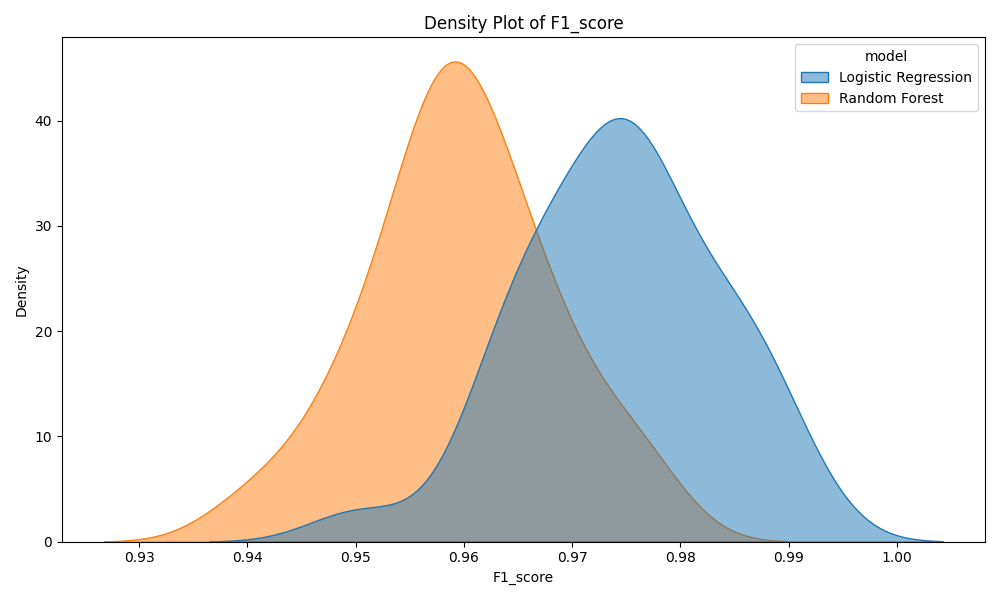 Density Plot of F1_score
model
Logistic Regression
Random Forest
40
30
20
10
0
Density
0.93 0.94 0.95 0.96 0.97 0.98 0.99 1.00
F1_score